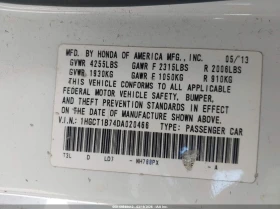 MFD. BY HONDA OF AMERICA MFG., INC. 05/13
GVWR 4255LBS GAWR F 2315LBS R 2006LBS
GVWR 1930KG GAWR F 1050KG R 910KG
THIS VEHICLE CONFORMS TO ALL APPLICABLE
FEDERAL MOTOR VEHICLE SAFETY, BUMPER,
AND THEFT PREVENTION STANDARDS IN EFFECT
ON THE DATE OF MANUFACTURE SHOWN ABOVE.
V.I.N.: 1HGCT1B74DA020466 TYPE: PASSENGER CAR